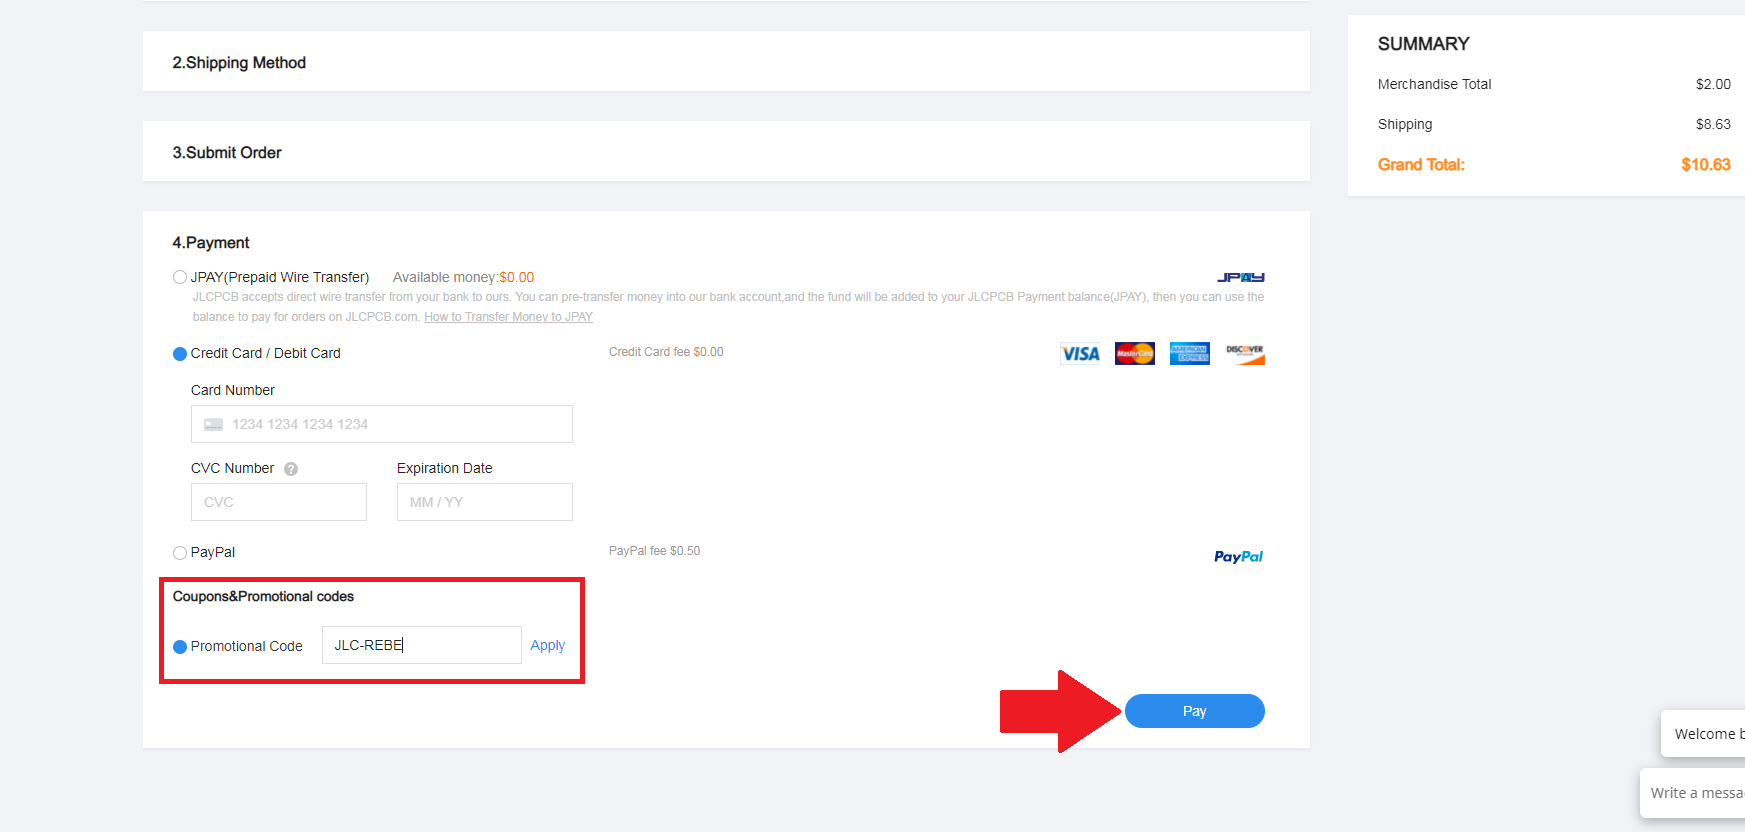 2.Shipping Method
3.Submit Order
4.Payment
JPAY(Prepaid Wire Transfer) Available money:$0.00 JPAY
JLCPCB accepts direct wire transfer from your bank to ours. You can pre-transfer money into our bank account,and the fund will be added to your JLCPCB Payment balance(JPAY), then you can use the
balance to pay for orders on JLCPCB.com. How to Transfer Money to JPAY
Credit Card / Debit Card Credit Card fee $0.00 VISA MasterCard AMERICAN EXPRESS DISCOVER
Card Number
1234 1234 1234 1234
CVC Number ? Expiration Date
CVC MM / YY
PayPal PayPal fee $0.50 PayPal
Coupons&Promotional codes
Promotional Code JLC-REBE Apply
Pay
SUMMARY
Merchandise Total $2.00
Shipping $8.63
Grand Total: $10.63
Welcome b
Write a messa